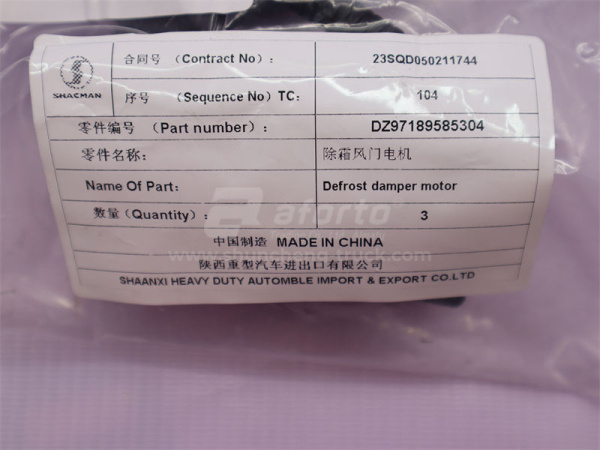 SHACMAN
合同号 （Contract No）： 23SQD050211744
序号 （Sequence No）TC： 104
零件编号 （Part number）： DZ97189585304
零件名称： 除霜风门电机
Name Of Part： Defrost damper motor
数量（Quantity）： 3
aforto
中国制造 MADE IN CHINA
陕西重型汽车进出口有限公司
SHAANXI HEAVY DUTY AUTOMBLE IMPORT & EXPORT CO.LTD